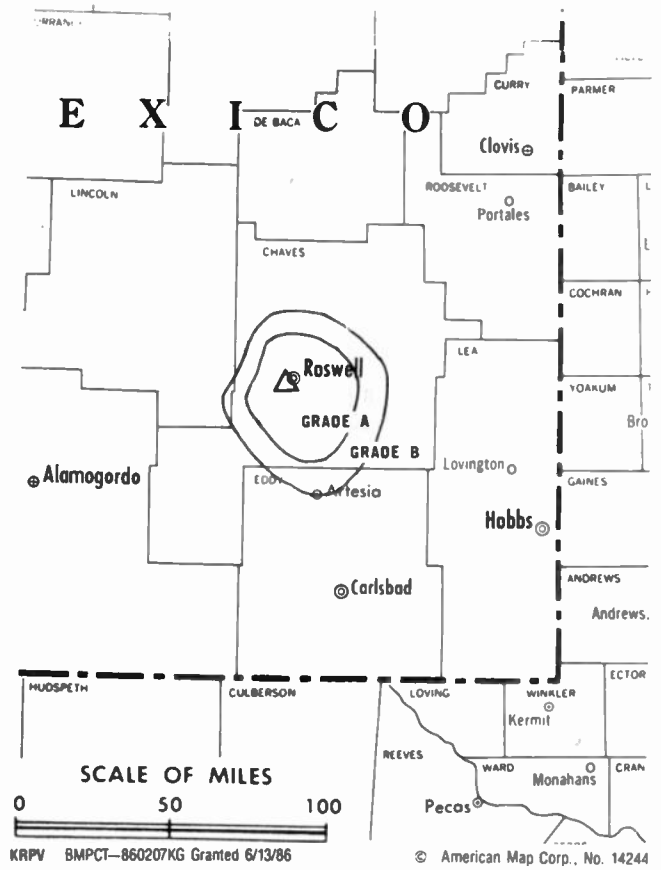 CURRY
PARMER
E X I C O
DE BACA
Clovis
LINCOLN
ROOSEVELT
BAILEY
L
Portales
CHAVES
COCHRAN
H
LEA
Roswell
YOAKUM
GRADE A
Bro
GRADE B
Alamogordo
Lovington
EDDY
GAINES
Artesia
Hobbs
ANDREWS
Carlsbad
Andrews.
ECTOR
HUDSPETH
CULBERSON
LOVING
WINKLER
Kermit
REEVES
WARD
CRAN
SCALE OF MILES
Monahans
0 50 100
Pecos
KRPV BMPCT—860207KG Granted 6/13/86
© American Map Corp., No. 14244